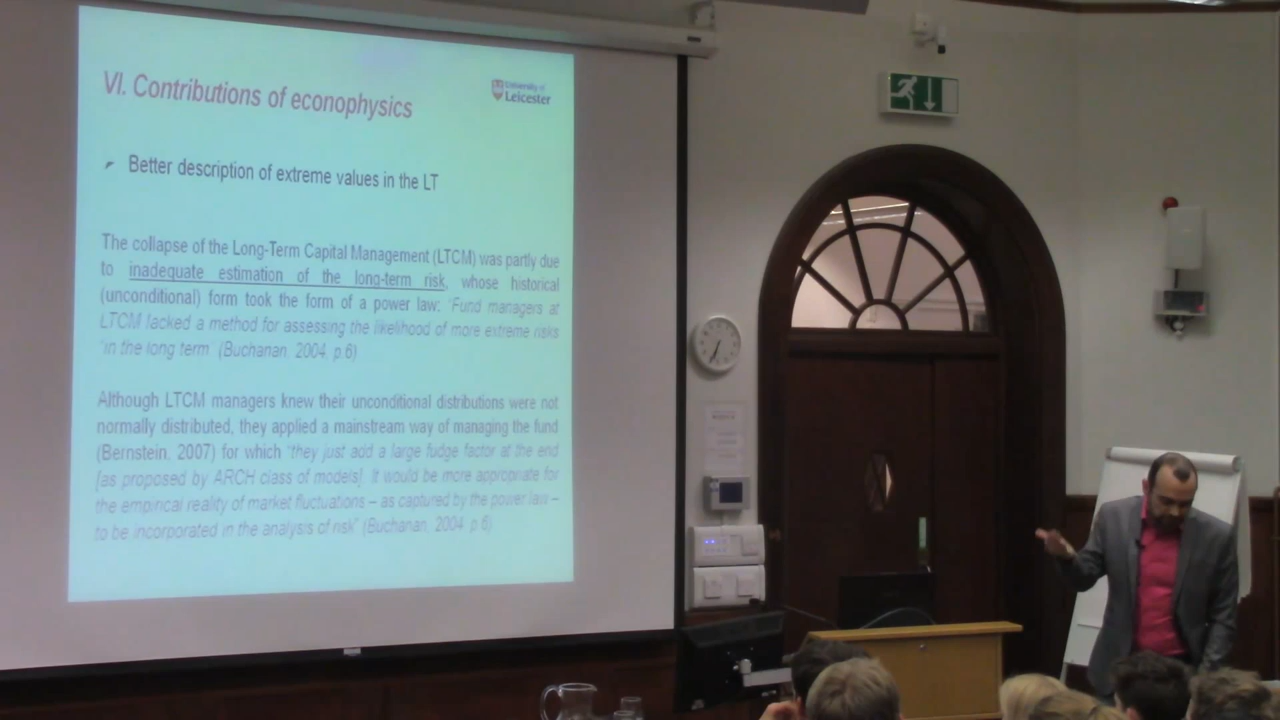 VI. Contributions of econophysics
University of
Leicester
Better description of extreme values in the LT
The collapse of the Long-Term Capital Management (LTCM) was partly due
to inadequate estimation of the long-term risk, whose historical
(unconditional) form took the form of a power law: "Fund managers at
LTCM lacked a method for assessing the likelihood of more extreme risks
"in the long term" (Buchanan, 2004, p.6)
Although LTCM managers knew their unconditional distributions were not
normally distributed, they applied a mainstream way of managing the fund
(Bernstein, 2007) for which "they just add a large fudge factor at the end
[as proposed by ARCH class of models]. It would be more appropriate for
the empirical reality of market fluctuations – as captured by the power law –
to be incorporated in the analysis of risk" (Buchanan, 2004, p.6)